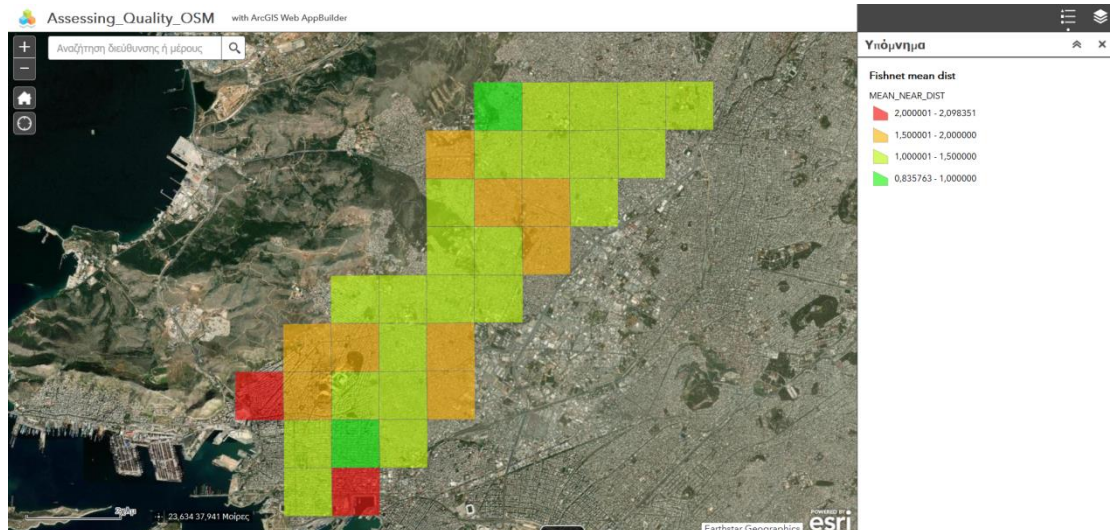 Assessing_Quality_OSM with ArcGIS Web AppBuilder
+
Αναζήτηση διεύθυνσης ή μέρους
−
Υπόμνημα
Fishnet mean dist
MEAN_NEAR_DIST
2,000001 - 2,098351
1,500001 - 2,000000
1,000001 - 1,500000
0,835763 - 1,000000
23,634 37,941 Μοίρες
Earthstar Geographics
POWERED BY
esri